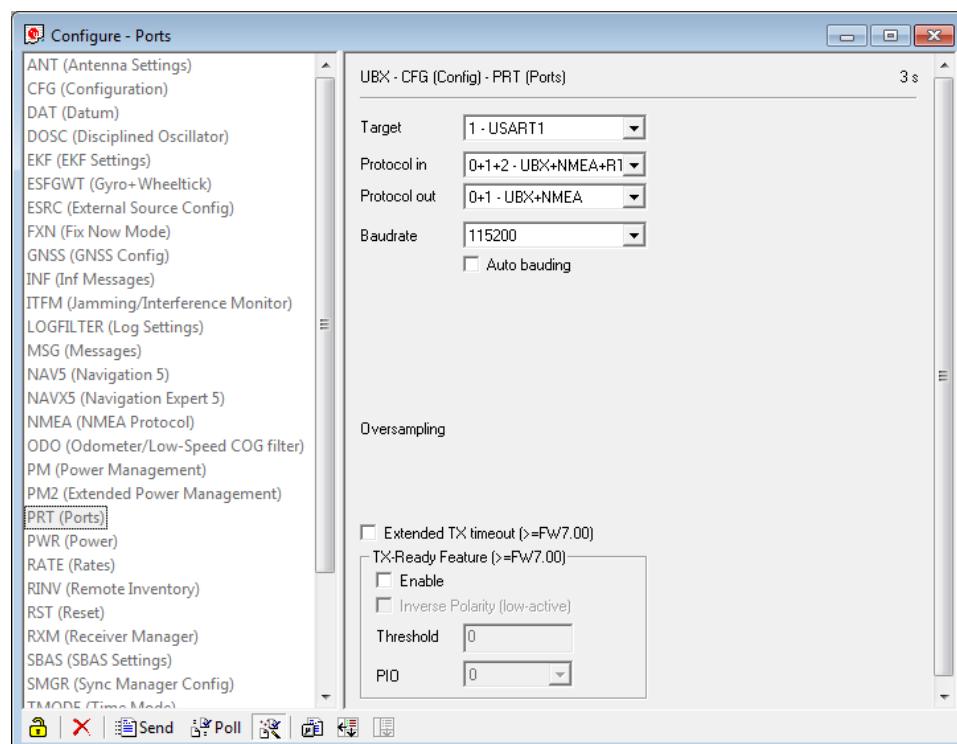 Configure - Ports
ANT (Antenna Settings)
CFG (Configuration)
DAT (Datum)
DOSC (Disciplined Oscillator)
EKF (EKF Settings)
ESFGWT (Gyro+Wheeltick)
ESRC (External Source Config)
FXN (Fix Now Mode)
GNSS (GNSS Config)
INF (Inf Messages)
ITFM (Jamming/Interference Monitor)
LOGFILTER (Log Settings)
MSG (Messages)
NAV5 (Navigation 5)
NAVX5 (Navigation Expert 5)
NMEA (NMEA Protocol)
ODO (Odometer/Low-Speed COG filter)
PM (Power Management)
PM2 (Extended Power Management)
PRT (Ports)
PWR (Power)
RATE (Rates)
RINV (Remote Inventory)
RST (Reset)
RXM (Receiver Manager)
SBAS (SBAS Settings)
SMGR (Sync Manager Config)
TMODE (Time Mode)
UBX - CFG (Config) - PRT (Ports) 3 s
Target 1 - USART1
Protocol in 0+1+2 - UBX+NMEA+RT
Protocol out 0+1 - UBX+NMEA
Baudrate 115200
Auto bauding
Oversampling
Extended TX timeout (>=FW7.00)
TX-Ready Feature (>=FW7.00)
Enable
Inverse Polarity (low-active)
Threshold 0
PIO 0
Send Poll